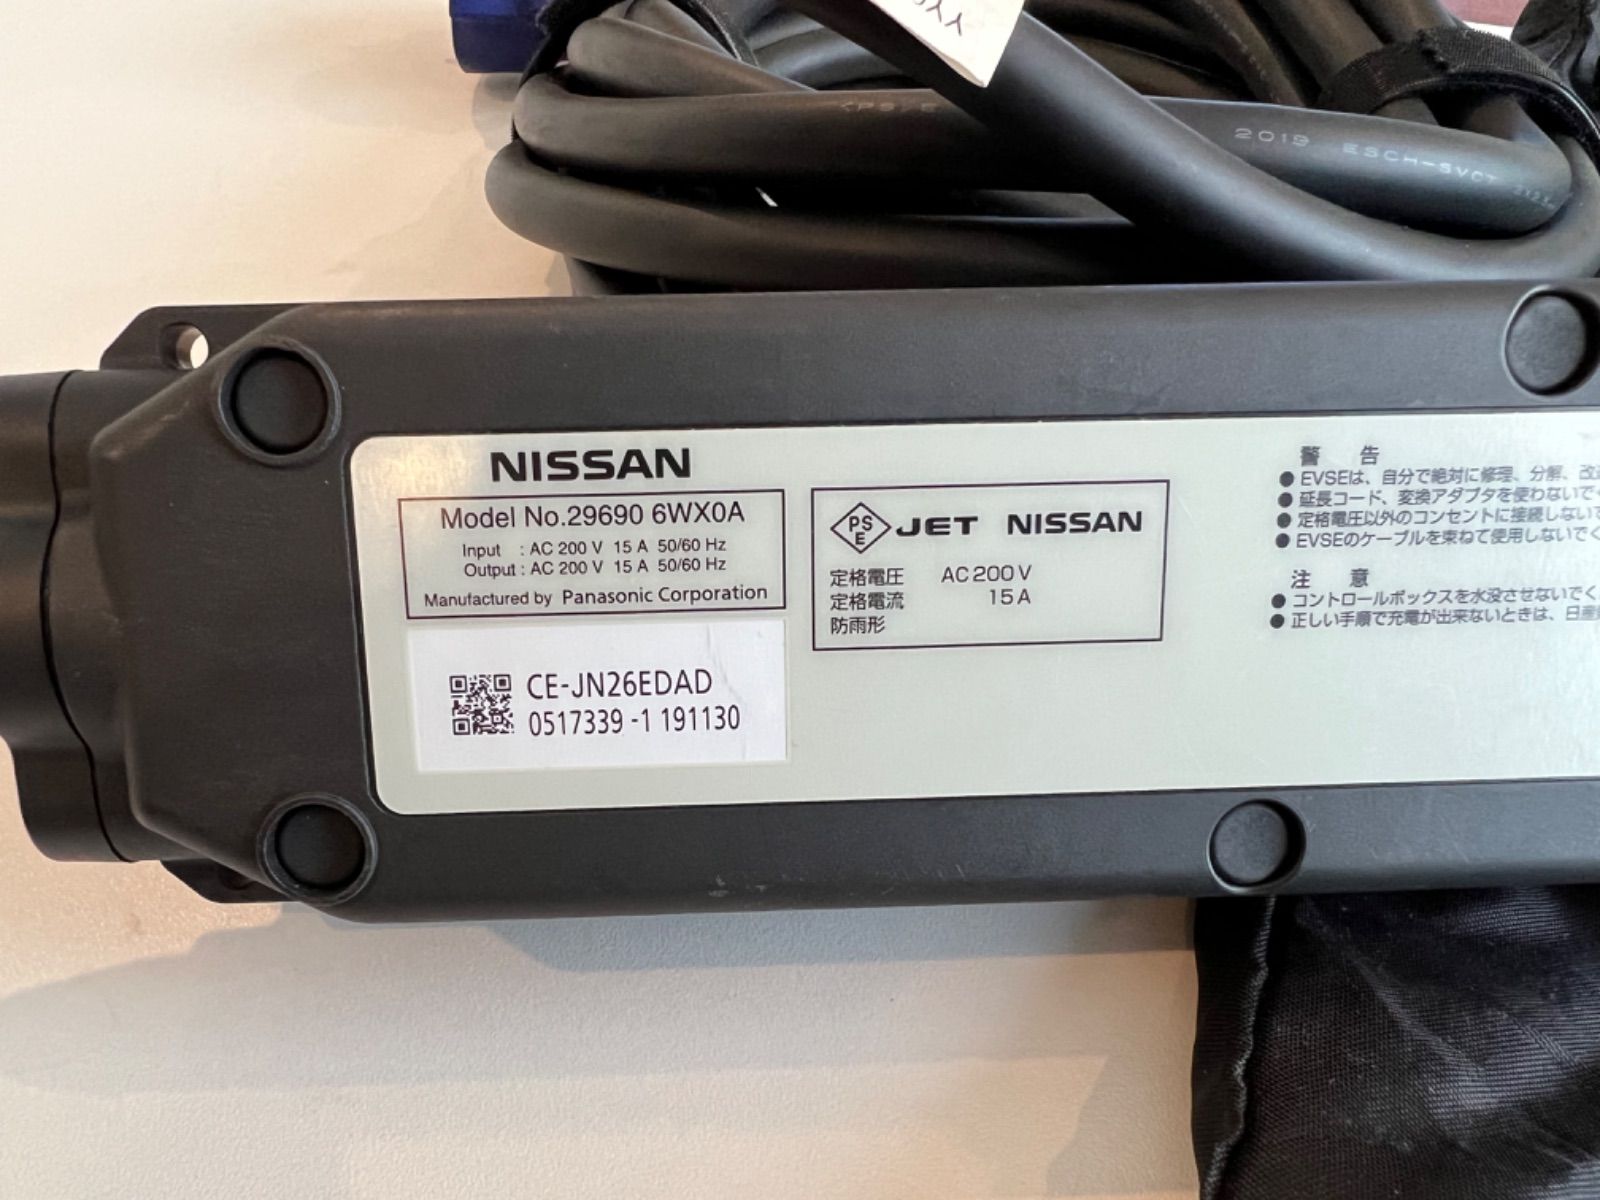 2019 ESCH-SVCT
NISSAN
Model No.29690 6WX0A
Input : AC 200 V 15 A 50/60 Hz
Output : AC 200 V 15 A 50/60 Hz
Manufactured by Panasonic Corporation
CE-JN26EDAD
0517339 -1 191130
PS
E
JET NISSAN
定格電圧 AC 200 V
定格電流 15 A
防雨形
警 告
● EVSEは、自分で絶対に修理、分解、改
● 延長コード、変換アダプタを使わないで
● 定格電圧以外のコンセントに接続しない
● EVSEのケーブルを束ねて使用しないで
注 意
● コントロールボックスを水没させないでく
● 正しい手順で充電が出来ないときは、日産